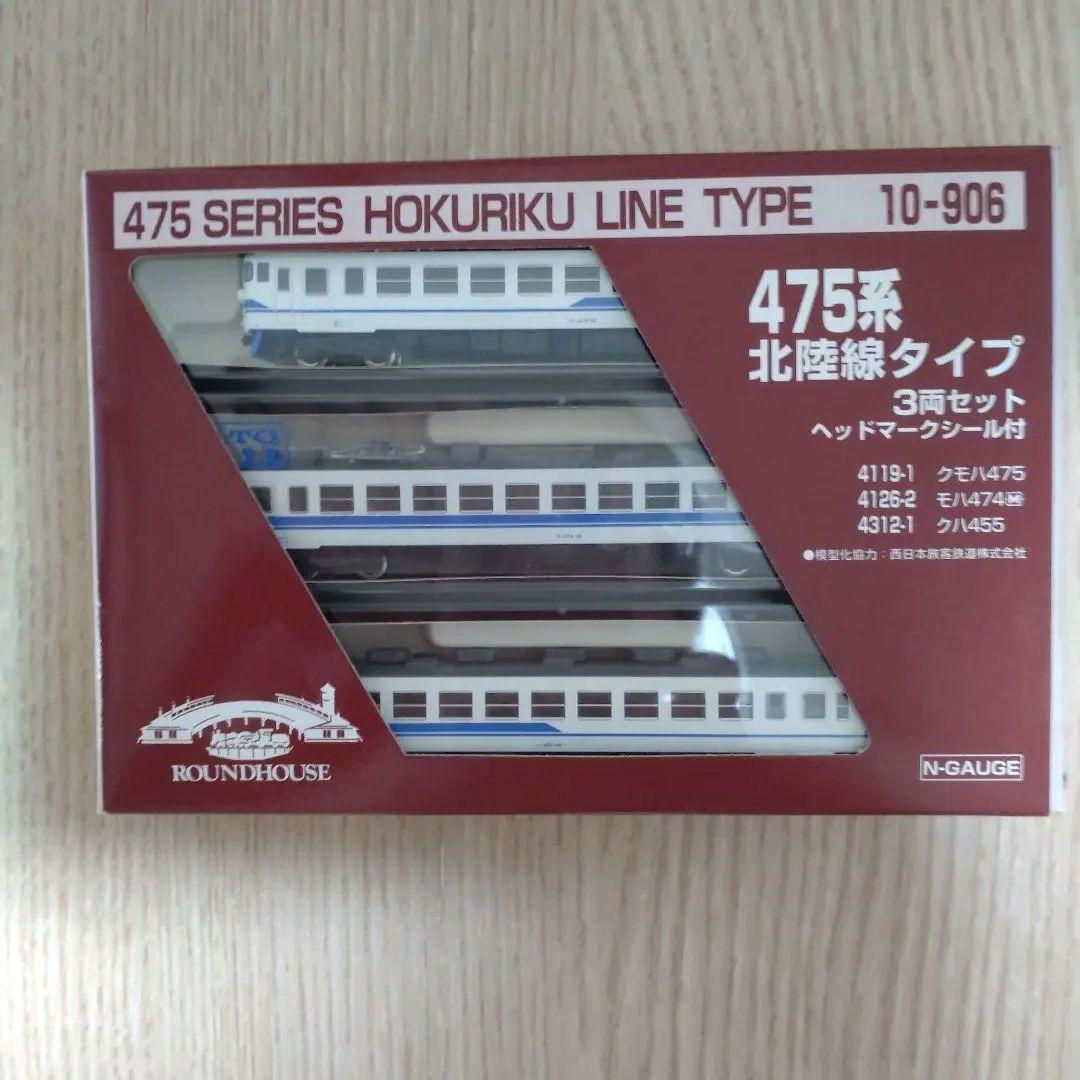 475 SERIES HOKURIKU LINE TYPE 10-906
475系
北陸線タイプ
3両セット
ヘッドマークシール付
4119-1 クモハ475
4126-2 モハ474Ⓜ
4312-1 クハ455
●模型化協力：西日本旅客鉄道株式会社
ROUNDHOUSE
N-GAUGE